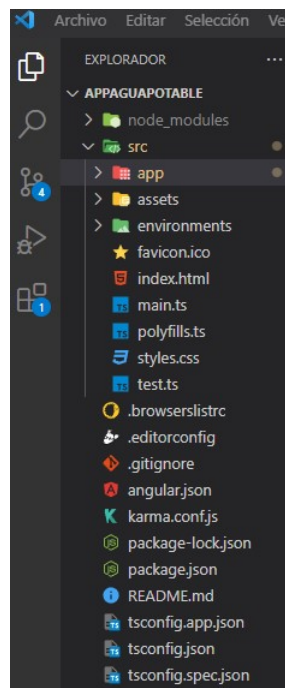 Archivo Editar Selección Ve
EXPLORADOR
APPAGUAPOTABLE
node_modules
src
app
assets
environments
favicon.ico
index.html
main.ts
polyfills.ts
styles.css
test.ts
.browserslistrc
.editorconfig
.gitignore
angular.json
karma.conf.js
package-lock.json
package.json
README.md
tsconfig.app.json
tsconfig.json
tsconfig.spec.json
4
1